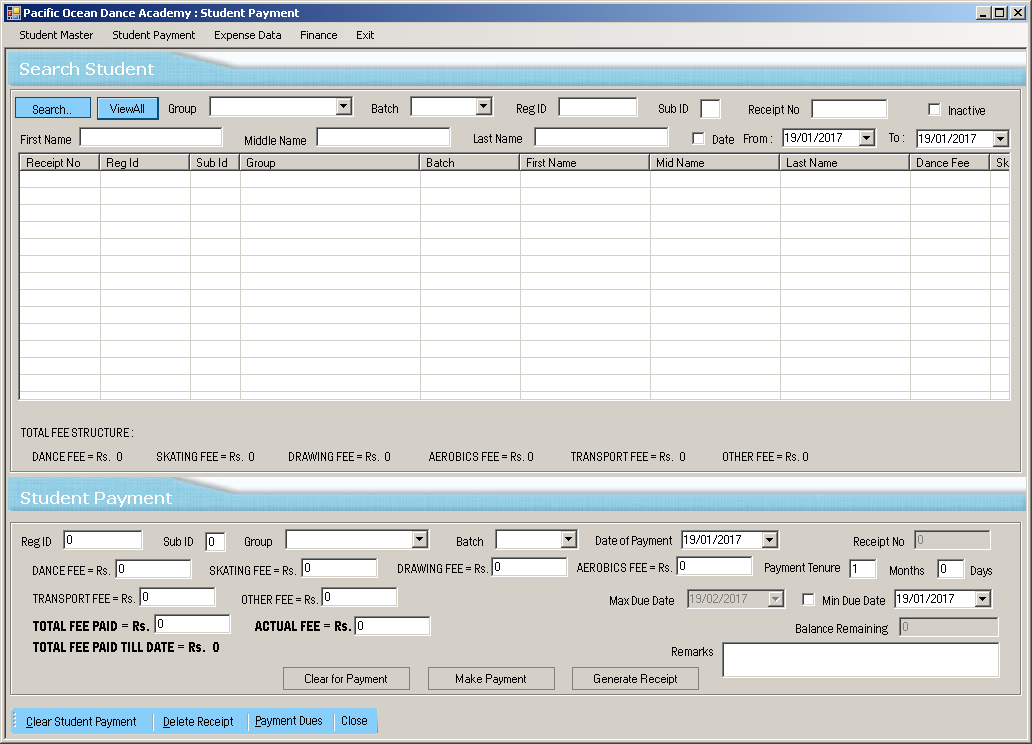 Pacific Ocean Dance Academy : Student Payment
Student Master Student Payment Expense Data Finance Exit
Search Student
Search.. ViewAll Group Batch Reg ID Sub ID Receipt No Inactive
First Name Middle Name Last Name Date From : 19/01/2017 To : 19/01/2017
Receipt No Reg Id Sub Id Group Batch First Name Mid Name Last Name Dance Fee Sk
TOTAL FEE STRUCTURE :
DANCE FEE = Rs. 0 SKATING FEE = Rs. 0 DRAWING FEE = Rs. 0 AEROBICS FEE = Rs. 0 TRANSPORT FEE = Rs. 0 OTHER FEE = Rs. 0
Student Payment
Reg ID 0 Sub ID 0 Group Batch Date of Payment 19/01/2017 Receipt No 0
DANCE FEE = Rs. 0 SKATING FEE = Rs. 0 DRAWING FEE = Rs. 0 AEROBICS FEE = Rs. 0 Payment Tenure 1 Months 0 Days
TRANSPORT FEE = Rs. 0 OTHER FEE = Rs. 0 Max Due Date 19/02/2017 Min Due Date 19/01/2017
TOTAL FEE PAID = Rs. 0 ACTUAL FEE = Rs. 0 Balance Remaining 0
TOTAL FEE PAID TILL DATE = Rs. 0 Remarks
Clear for Payment Make Payment Generate Receipt
Clear Student Payment Delete Receipt Payment Dues Close